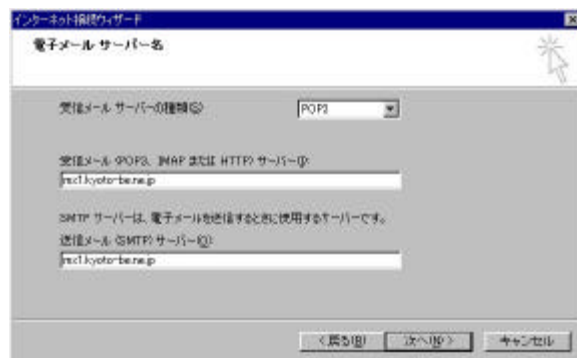 インターネット接続ウィザード
電子メール サーバー名
受信メール サーバーの種類(S)
POP3
受信メール (POP3、IMAP または HTTP) サーバー(I):
mx1.kyoto-be.ne.jp
SMTP サーバーは、電子メールを送信するときに使用するサーバーです。
送信メール (SMTP) サーバー(O):
mx1.kyoto-be.ne.jp
< 戻る(B) 次へ(N) > キャンセル